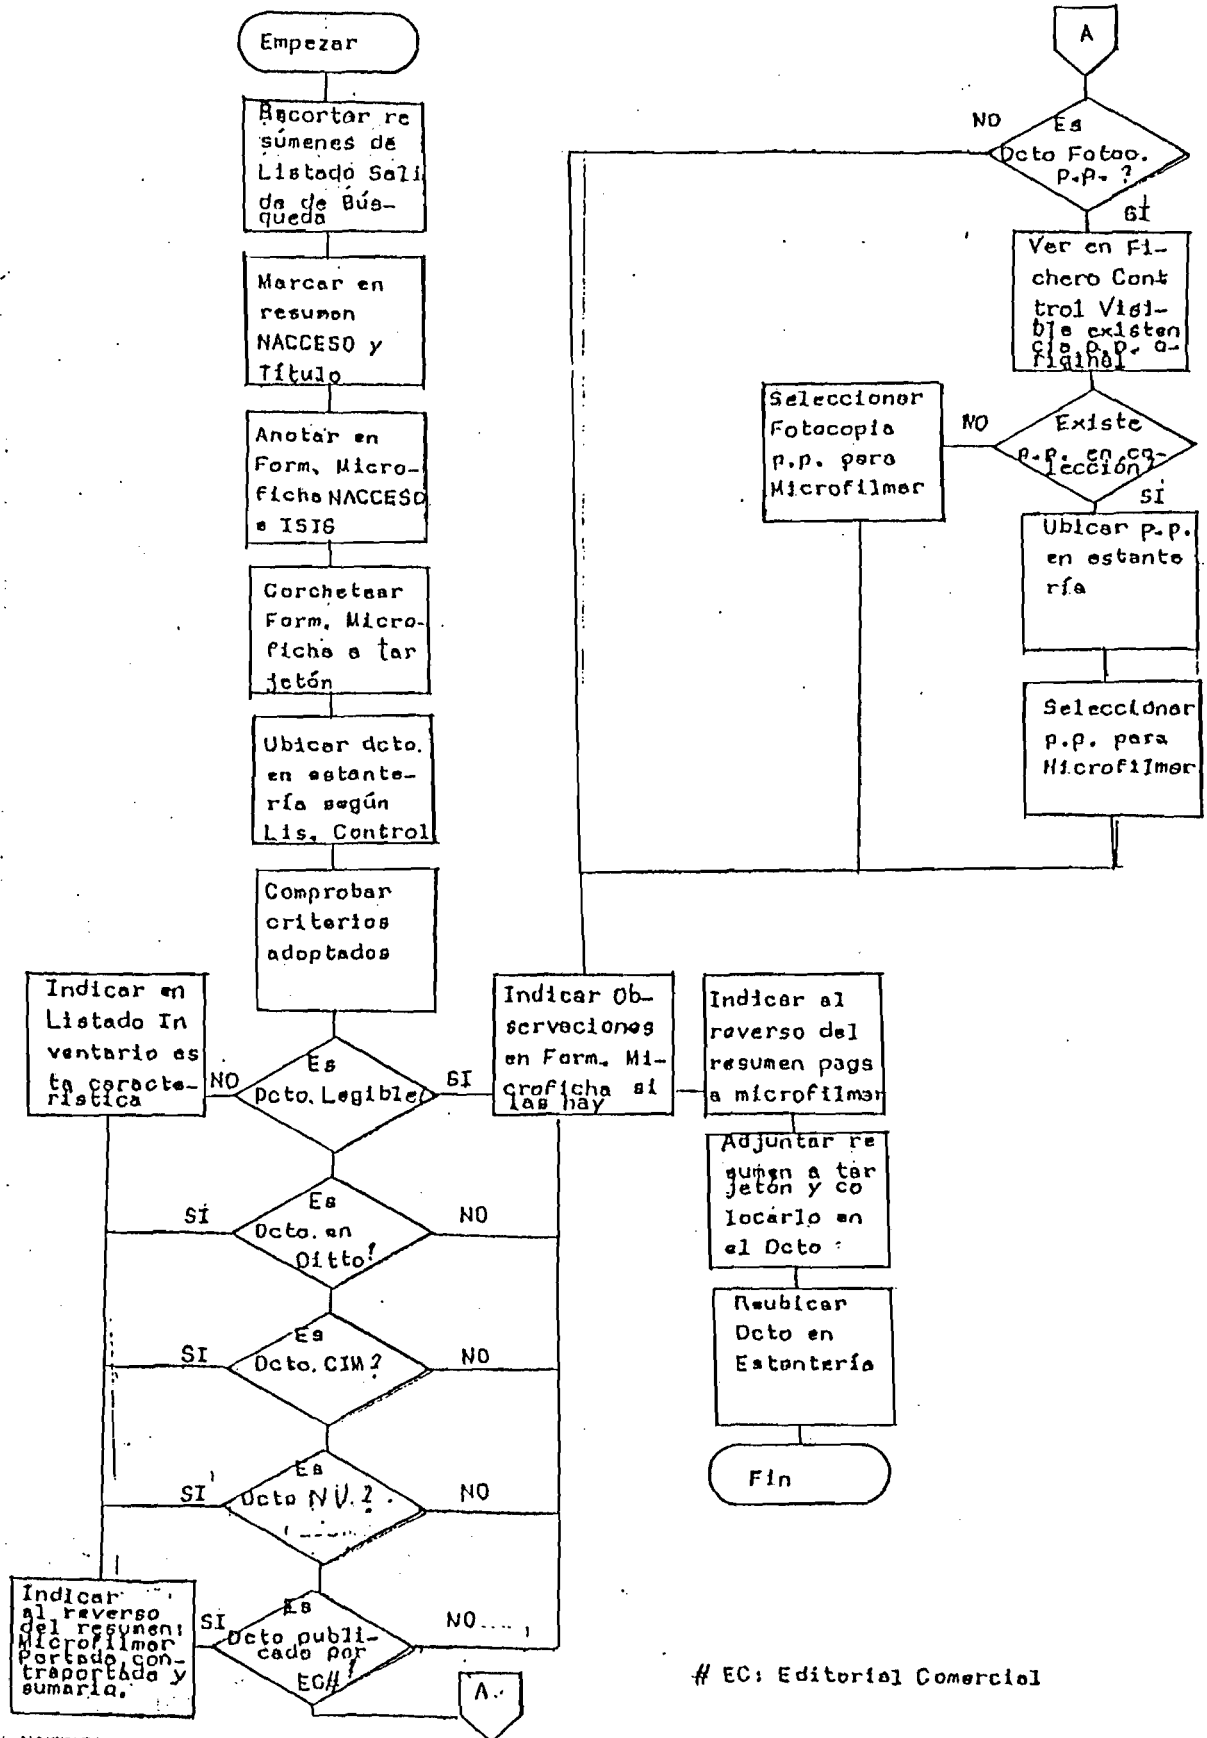 Empezar
Recortar re
súmenes de
Listado Sali
da de Bús-
queda
Marcar en
resumen
NACCESO y
Título
Anotar en
Form. Micro-
ficha NACCESO
e ISIS
Corchetear
Form. Micro-
ficha a tar
jetón
Ubicar dcto.
en estante-
ría según
Lis. Control
Comprobar
criterios
adoptados
Indicar en
Listado In
ventario es
ta caracte-
rística
NO
Es
Dcto. Legible?
SI
Indicar Ob-
servaciones
en Form. Mi-
croficha si
las hay
Indicar al
reverso del
resumen pags
a microfilmar
Adjuntar re
sumen a tar
jetón y co
locarlo en
el Dcto
Reubicar
Dcto en
Estantería
Fin
SÍ
Es
Dcto. en
Ditto?
NO
SI
Es
Dcto. CIM?
NO
SI
Es
Dcto N.V.?
NO
Indicar
al reverso
del resumen:
Microfilmar
Portada, con-
traportada y
sumario.
SI
Es
Dcto publi-
cado por
EC#?
NO
A
# EC: Editorial Comercial
A
NO
Es
Dcto Fotoc.
p.p. ?
SÍ
Ver en Fi-
chero Con
trol Visi-
ble existen
cia p.p. o-
riginal
Seleccionar
Fotocopia
p.p. para
Microfilmar
NO
Existe
p.p. en co-
lección?
SÍ
Ubicar p.p.
en estante
ría
Seleccionar
p.p. para
Microfilmar